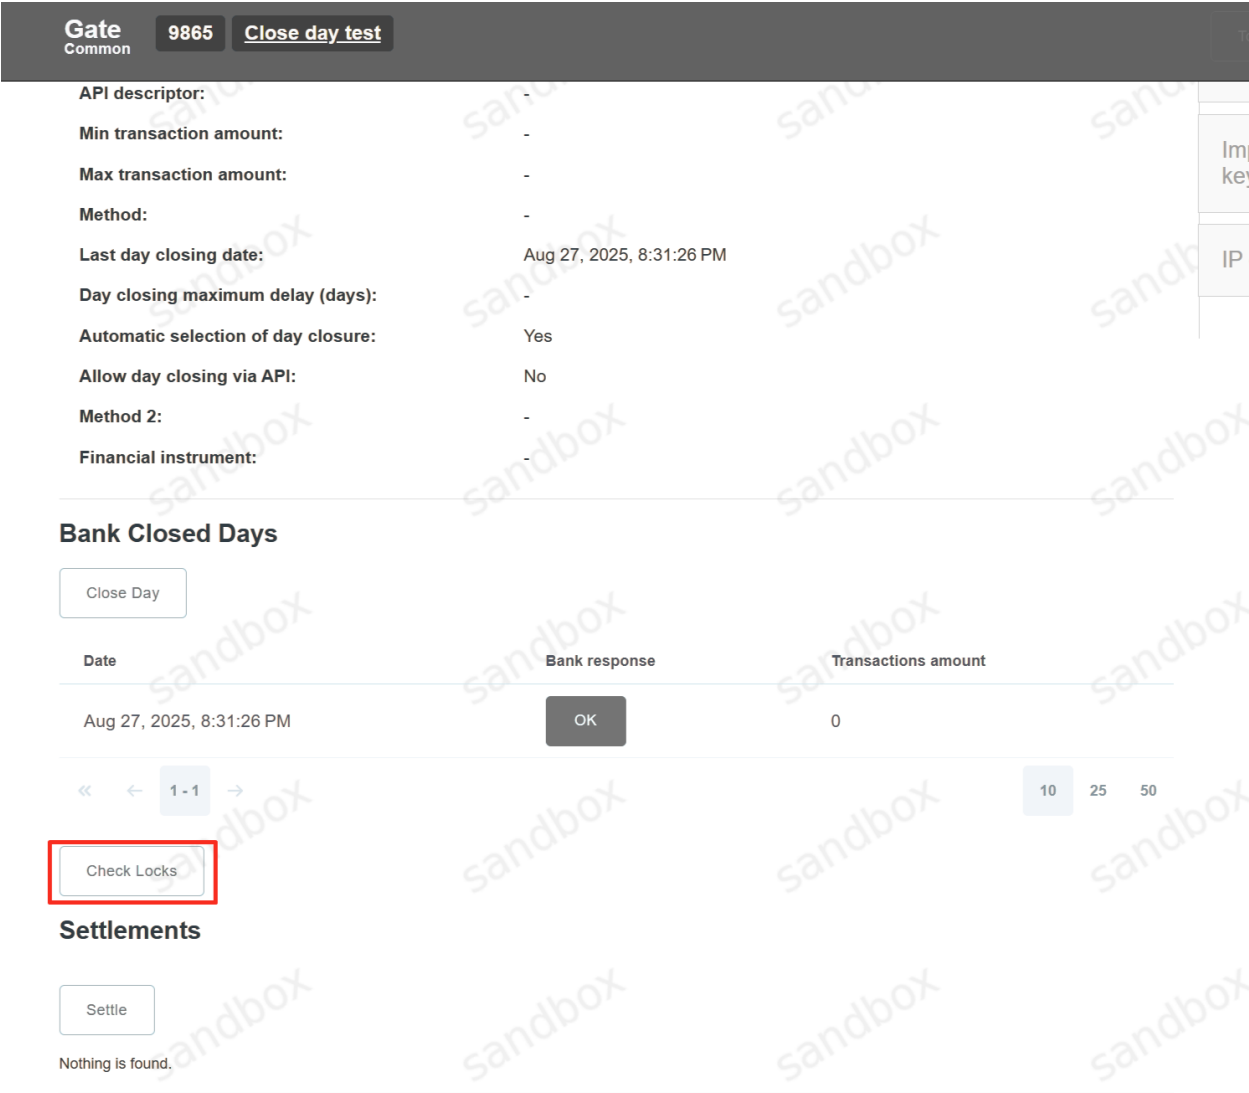 Gate
Common
9865
Close day test
API descriptor: -
Min transaction amount: -
Max transaction amount: -
Method: -
Last day closing date: Aug 27, 2025, 8:31:26 PM
Day closing maximum delay (days): -
Automatic selection of day closure: Yes
Allow day closing via API: No
Method 2: -
Financial instrument: -
IP
Bank Closed Days
Close Day
Date Bank response Transactions amount
Aug 27, 2025, 8:31:26 PM OK 0
« ← 1 - 1 → 10 25 50
Check Locks
Settlements
Settle
Nothing is found.
sandbox